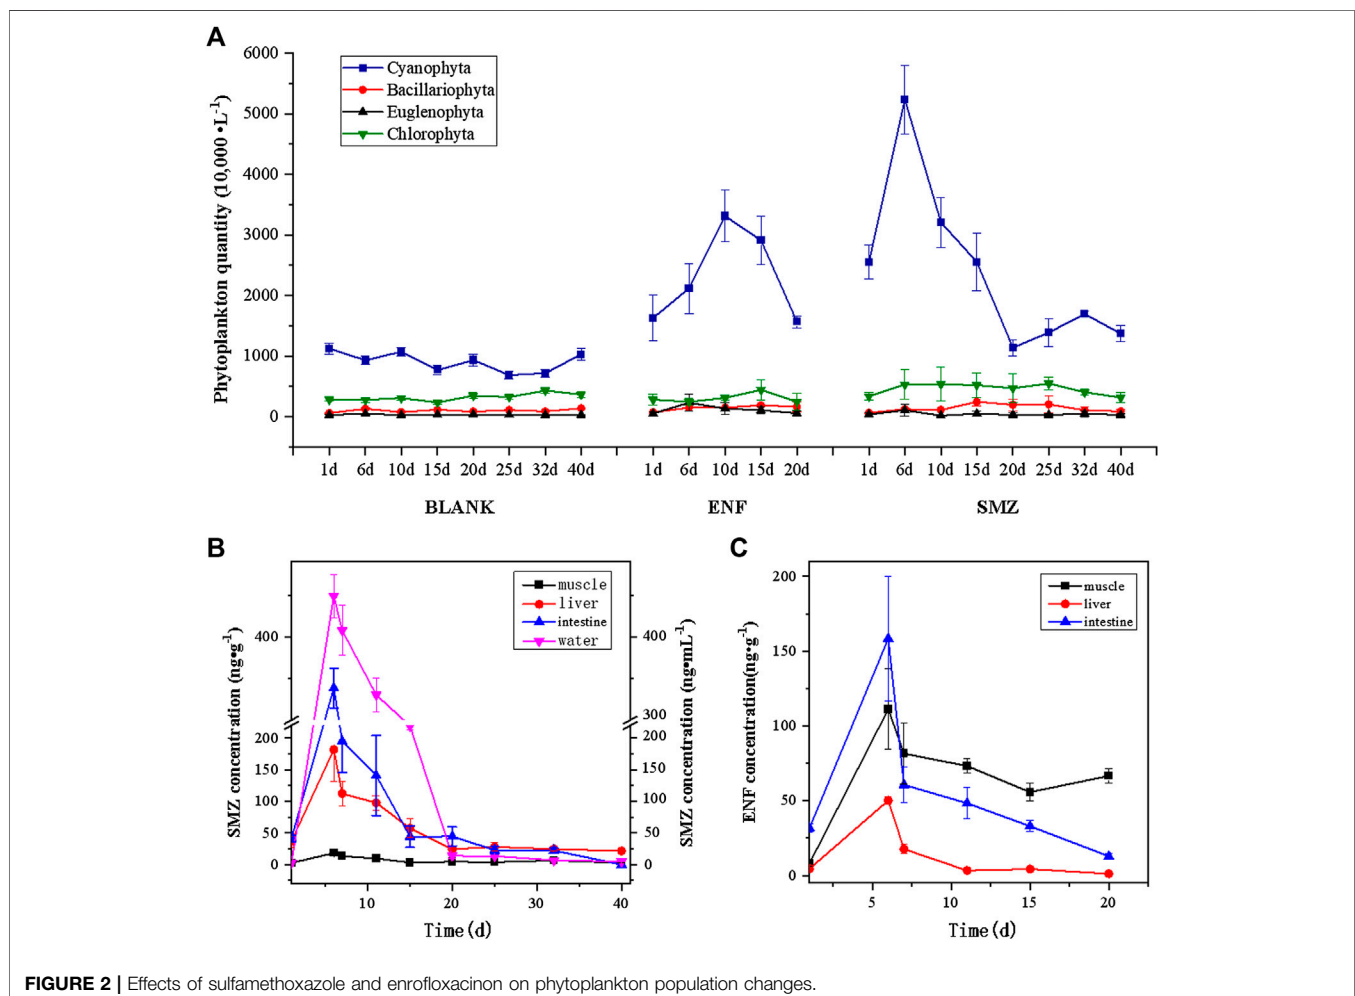 A
6000
5000
4000
3000
2000
1000
0
Phytoplankton quantity (10,000 •L⁻¹)
Cyanophyta
Bacillariophyta
Euglenophyta
Chlorophyta
1d 6d 10d 15d 20d 25d 32d 40d 1d 6d 10d 15d 20d 1d 6d 10d 15d 20d 25d 32d 40d
BLANK ENF SMZ
B
SMZ concentration (ng•g⁻¹)
400
200
150
100
50
0
muscle
liver
intestine
water
400
300
200
150
100
50
0
SMZ concentration (ng•mL⁻¹)
10 20 30 40
Time(d)
C
ENF concentration(ng•g⁻¹)
200
150
100
50
0
muscle
liver
intestine
5 10 15 20
Time(d)
FIGURE 2 | Effects of sulfamethoxazole and enrofloxacinon on phytoplankton population changes.